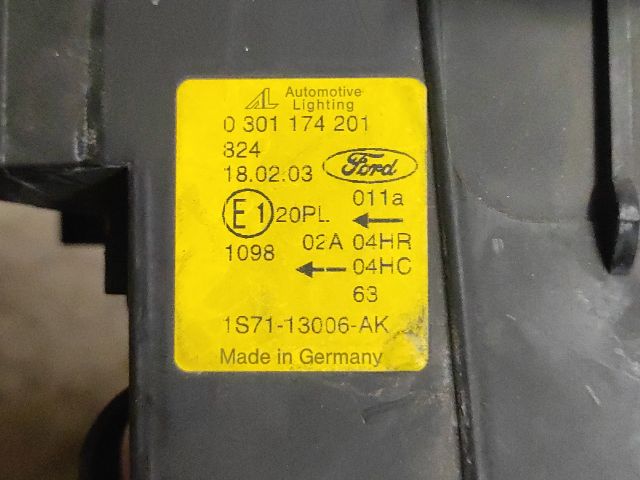 AL Automotive
Lighting
0 301 174 201
824
18.02.03 Ford
E1 20PL 011a
02A 04HR
1098 04HC
63
1S71-13006-AK
Made in Germany